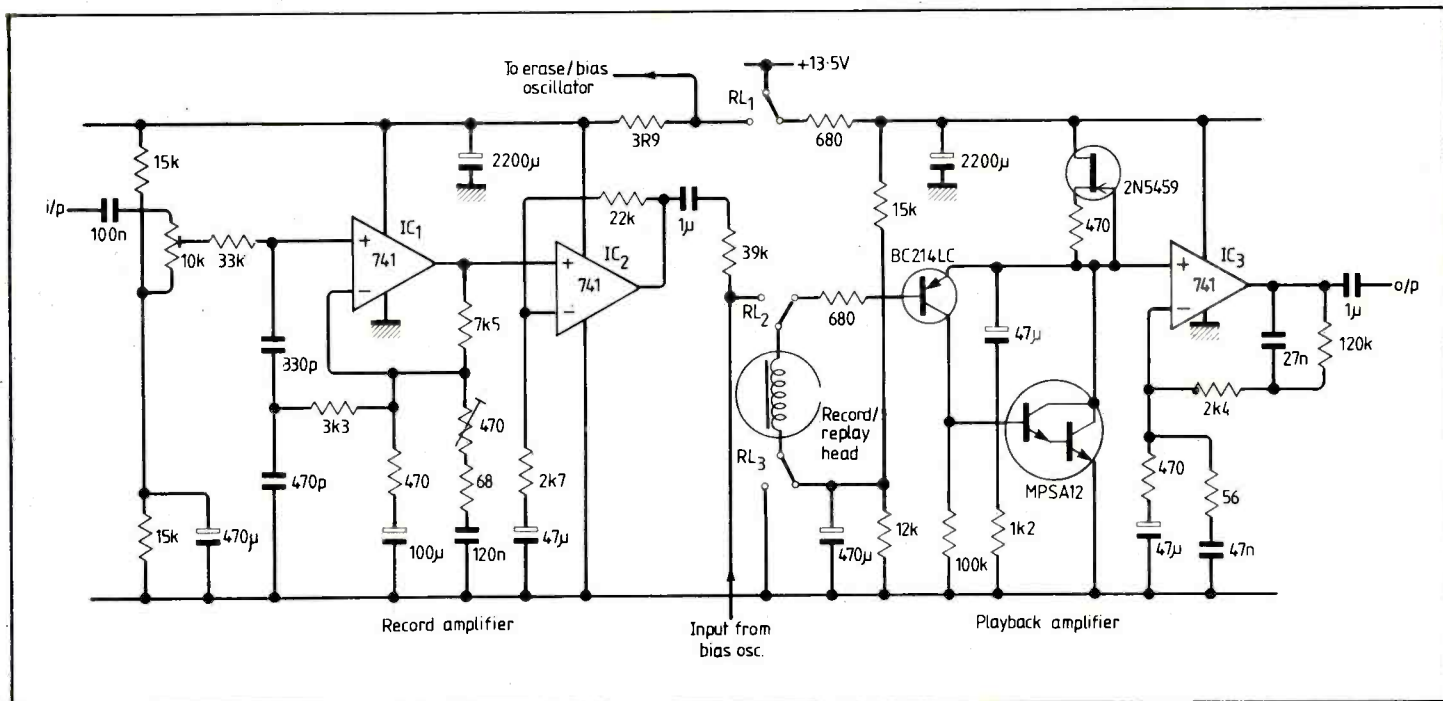 To erase/bias
oscillator
+13·5V
RL1
3R9
680
15k
2200µ
2200µ
2N5459
i/p
100n
10k
33k
IC1
741
+
−
22k
1µ
IC2
741
+
−
39k
15k
470
BC214LC
IC3
741
+
−
o/p
1µ
7k5
RL2
680
47µ
27n
120k
330p
3k3
470
Record/
replay
head
2k4
470p
470
68
2k7
RL3
MPSA12
470
56
15k
470µ
100µ
120n
47µ
470µ
12k
100k
1k2
47µ
47n
Record amplifier
Input from
bias osc.
Playback amplifier